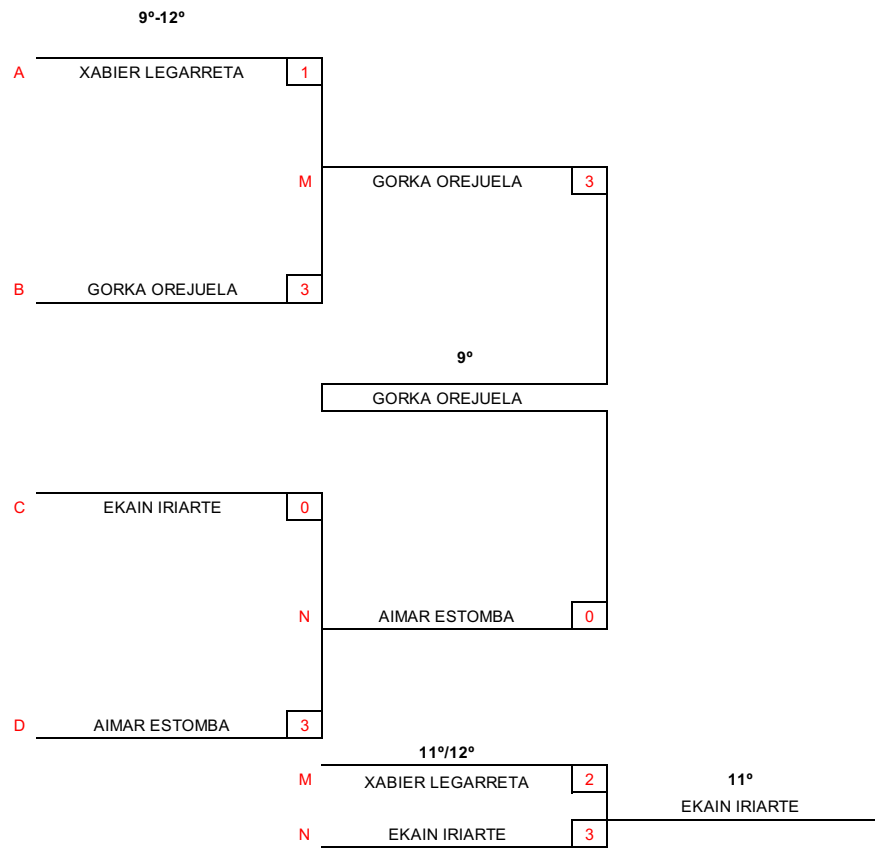 9º-12º
A XABIER LEGARRETA 1
M GORKA OREJUELA 3
B GORKA OREJUELA 3
9º
GORKA OREJUELA
C EKAIN IRIARTE 0
N AIMAR ESTOMBA 0
D AIMAR ESTOMBA 3
11º/12º
M XABIER LEGARRETA 2
11º
EKAIN IRIARTE
N EKAIN IRIARTE 3